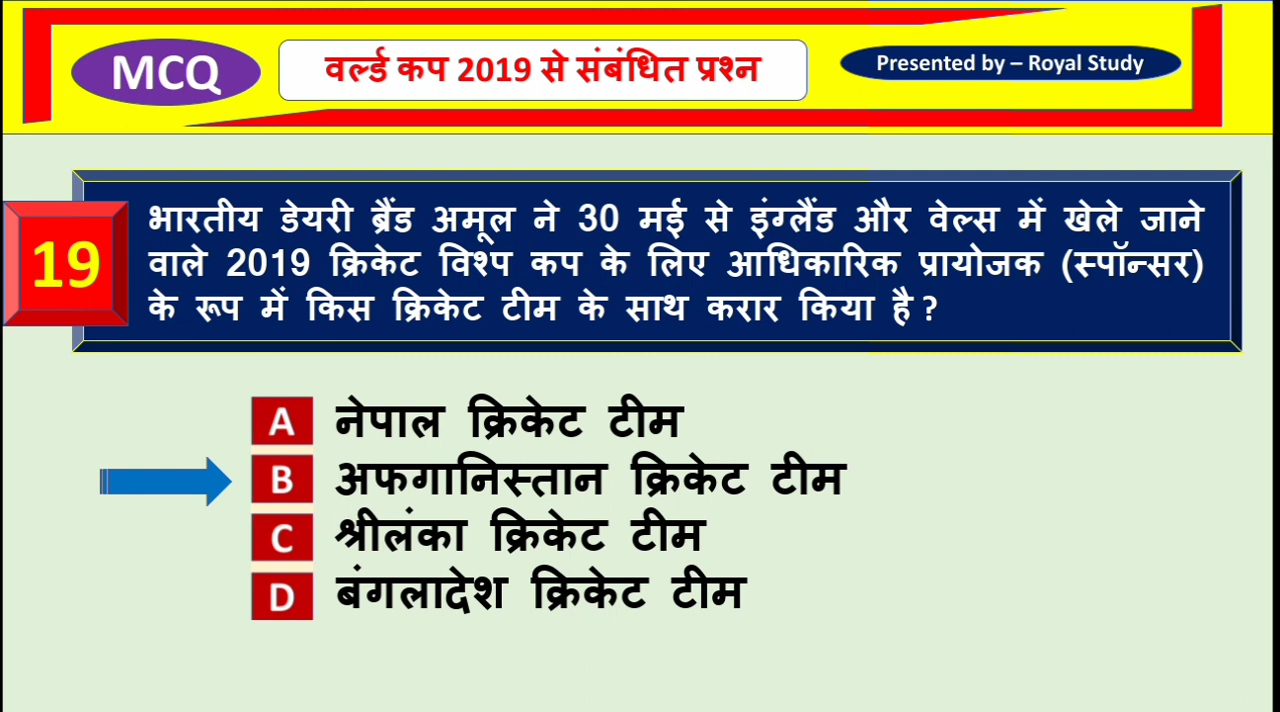 MCQ
वर्ल्ड कप 2019 से संबंधित प्रश्न
Presented by – Royal Study
19
भारतीय डेयरी ब्रैंड अमूल ने 30 मई से इंग्लैंड और वेल्स में खेले जाने
वाले 2019 क्रिकेट विश्प कप के लिए आधिकारिक प्रायोजक (स्पॉन्सर)
के रूप में किस क्रिकेट टीम के साथ करार किया है ?
A नेपाल क्रिकेट टीम
B अफगानिस्तान क्रिकेट टीम
C श्रीलंका क्रिकेट टीम
D बंगलादेश क्रिकेट टीम